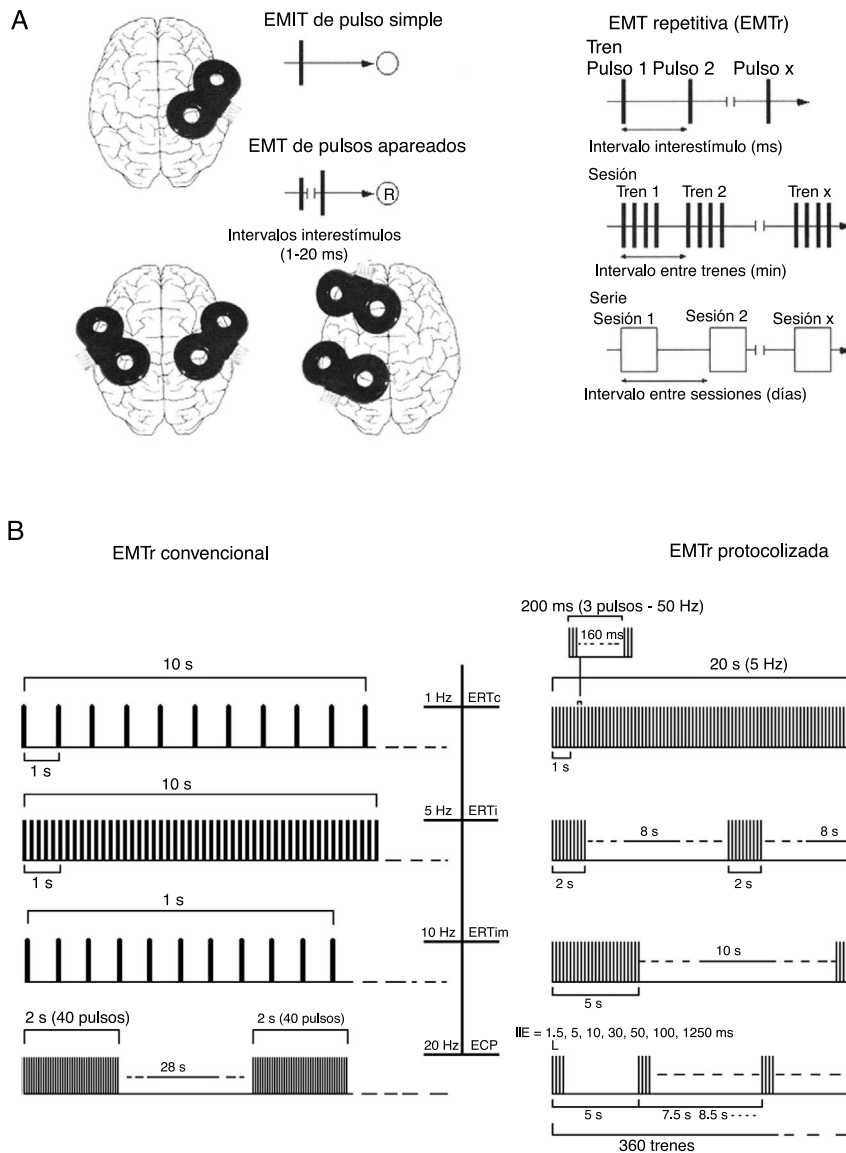 A
EMIT de pulso simple
EMT de pulsos apareados
R
Intervalos interestímulos
(1-20 ms)
EMT repetitiva (EMTr)
Tren
Pulso 1 Pulso 2 Pulso x
Intervalo interestímulo (ms)
Sesión
Tren 1 Tren 2 Tren x
Intervalo entre trenes (min)
Serie
Sesión 1 Sesión 2 Sesión x
Intervalo entre sessiones (días)
B
EMTr convencional
10 s
1 s
10 s
1 s
1 s
2 s (40 pulsos) 2 s (40 pulsos)
28 s
1 Hz ERTc
5 Hz ERTi
10 Hz ERTim
20 Hz ECP
EMTr protocolizada
200 ms (3 pulsos - 50 Hz)
160 ms
20 s (5 Hz)
1 s
8 s 8 s
2 s 2 s
10 s
5 s
IIE = 1.5, 5, 10, 30, 50, 100, 1250 ms
5 s 7.5 s 8.5 s
360 trenes